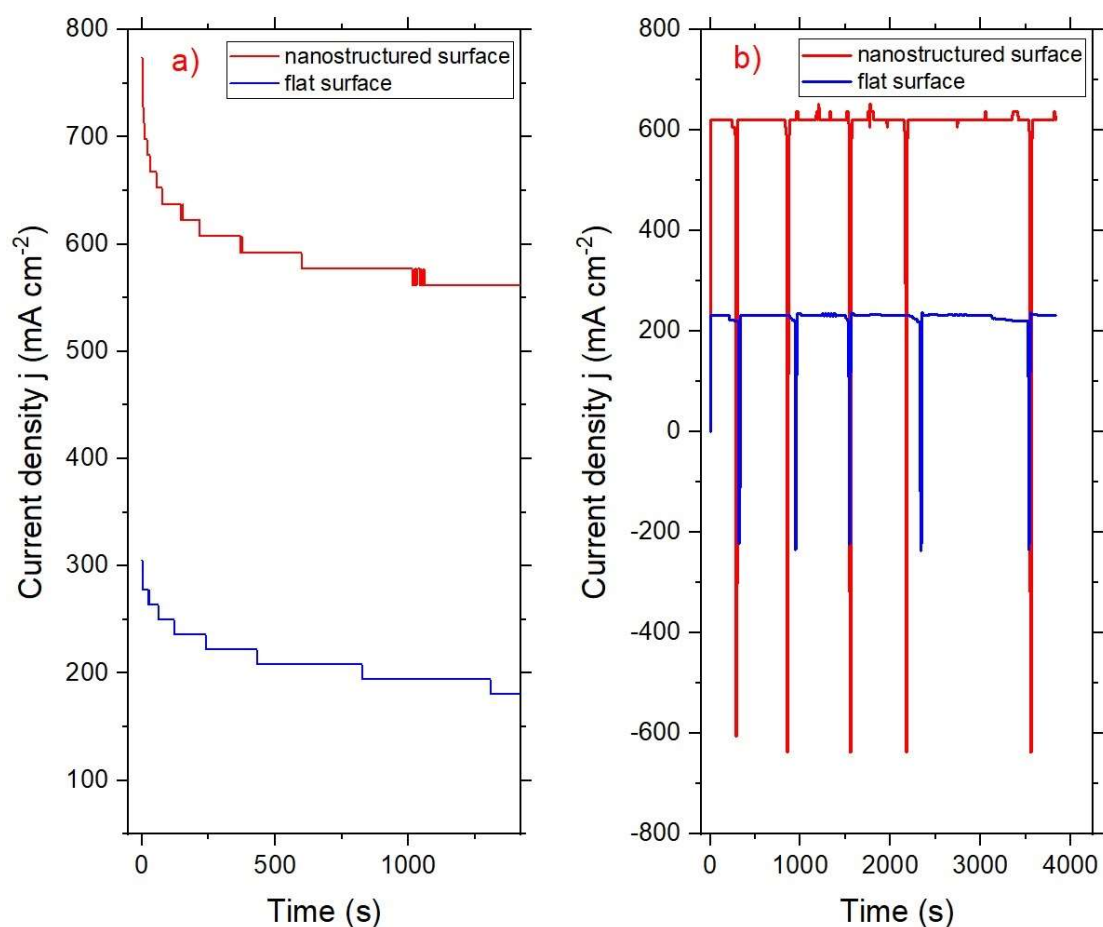 a)
nanostructured surface
flat surface
800
700
600
500
400
300
200
100
0
500
1000
Current density j (mA cm⁻²)
Time (s)
b)
nanostructured surface
flat surface
800
600
400
200
0
-200
-400
-600
-800
0
1000
2000
3000
4000
Current density j (mA cm⁻²)
Time (s)